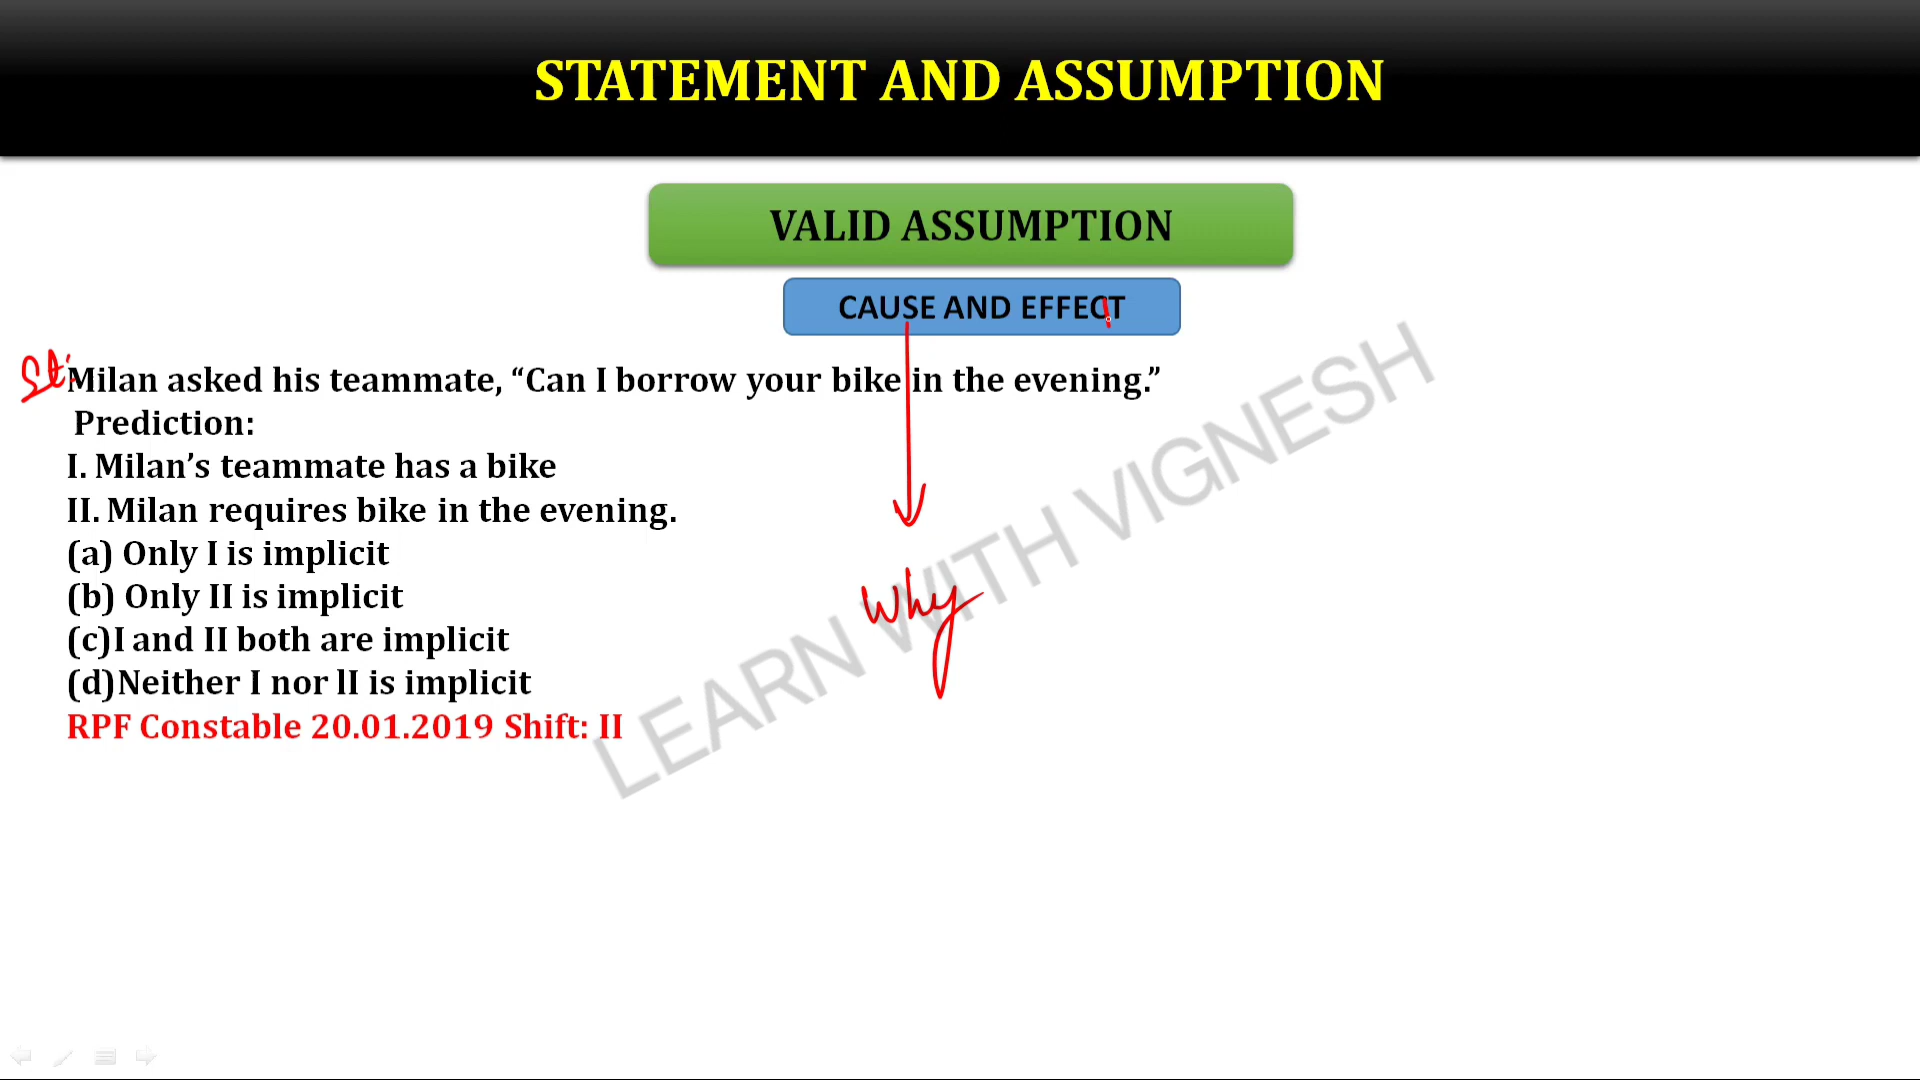 STATEMENT AND ASSUMPTION
VALID ASSUMPTION
CAUSE AND EFFECT
St: Milan asked his teammate, “Can I borrow your bike in the evening.”
Prediction:
I. Milan’s teammate has a bike
II. Milan requires bike in the evening.
(a) Only I is implicit
(b) Only II is implicit
(c)I and II both are implicit
(d)Neither I nor lI is implicit
RPF Constable 20.01.2019 Shift: II
Why
LEARN WITH VIGNESH